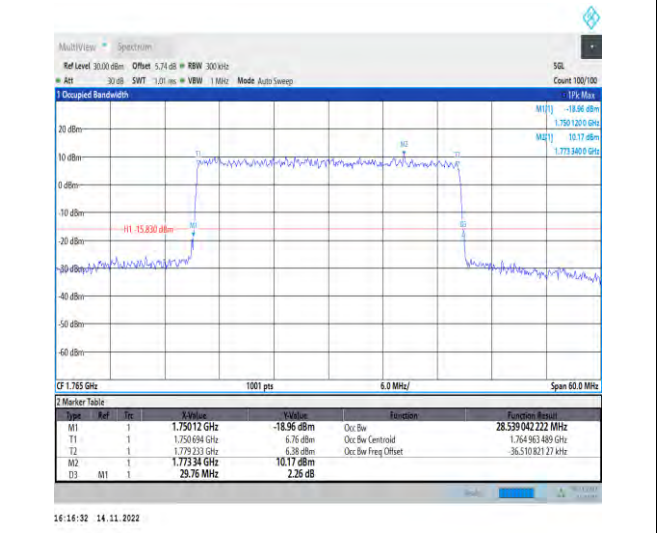 MultiView Spectrum
Ref Level 30.00 dBm Offset 5.74 dB RBW 300 kHz SGL
Att 30 dB SWT 1.01 ms VBW 1 MHz Mode Auto Sweep Count 100/100
1 Occupied Bandwidth 1Pk Max
M1[1] -18.96 dBm
1.750 120 0 GHz
M2[1] 10.17 dBm
1.773 340 0 GHz
20 dBm
M2
T1
10 dBm
0 dBm
-10 dBm
H1 -15.830 dBm M1 D3
-20 dBm
-30 dBm
-40 dBm
-50 dBm
-60 dBm
CF 1.765 GHz 1001 pts 6.0 MHz/ Span 60.0 MHz
2 Marker Table
Type Ref Trc X-Value Y-Value Function Function Result
M1 1 1.750 12 GHz -18.96 dBm Occ Bw 28.539 042 222 MHz
T1 1 1.750 694 GHz 6.76 dBm Occ Bw Centroid 1.764 963 489 GHz
T2 1 1.779 233 GHz 6.38 dBm Occ Bw Freq Offset -36.510 821 27 kHz
M2 1 1.773 34 GHz 10.17 dBm
D3 M1 1 29.76 MHz 2.26 dB
Ready
16:16:32 14.11.2022